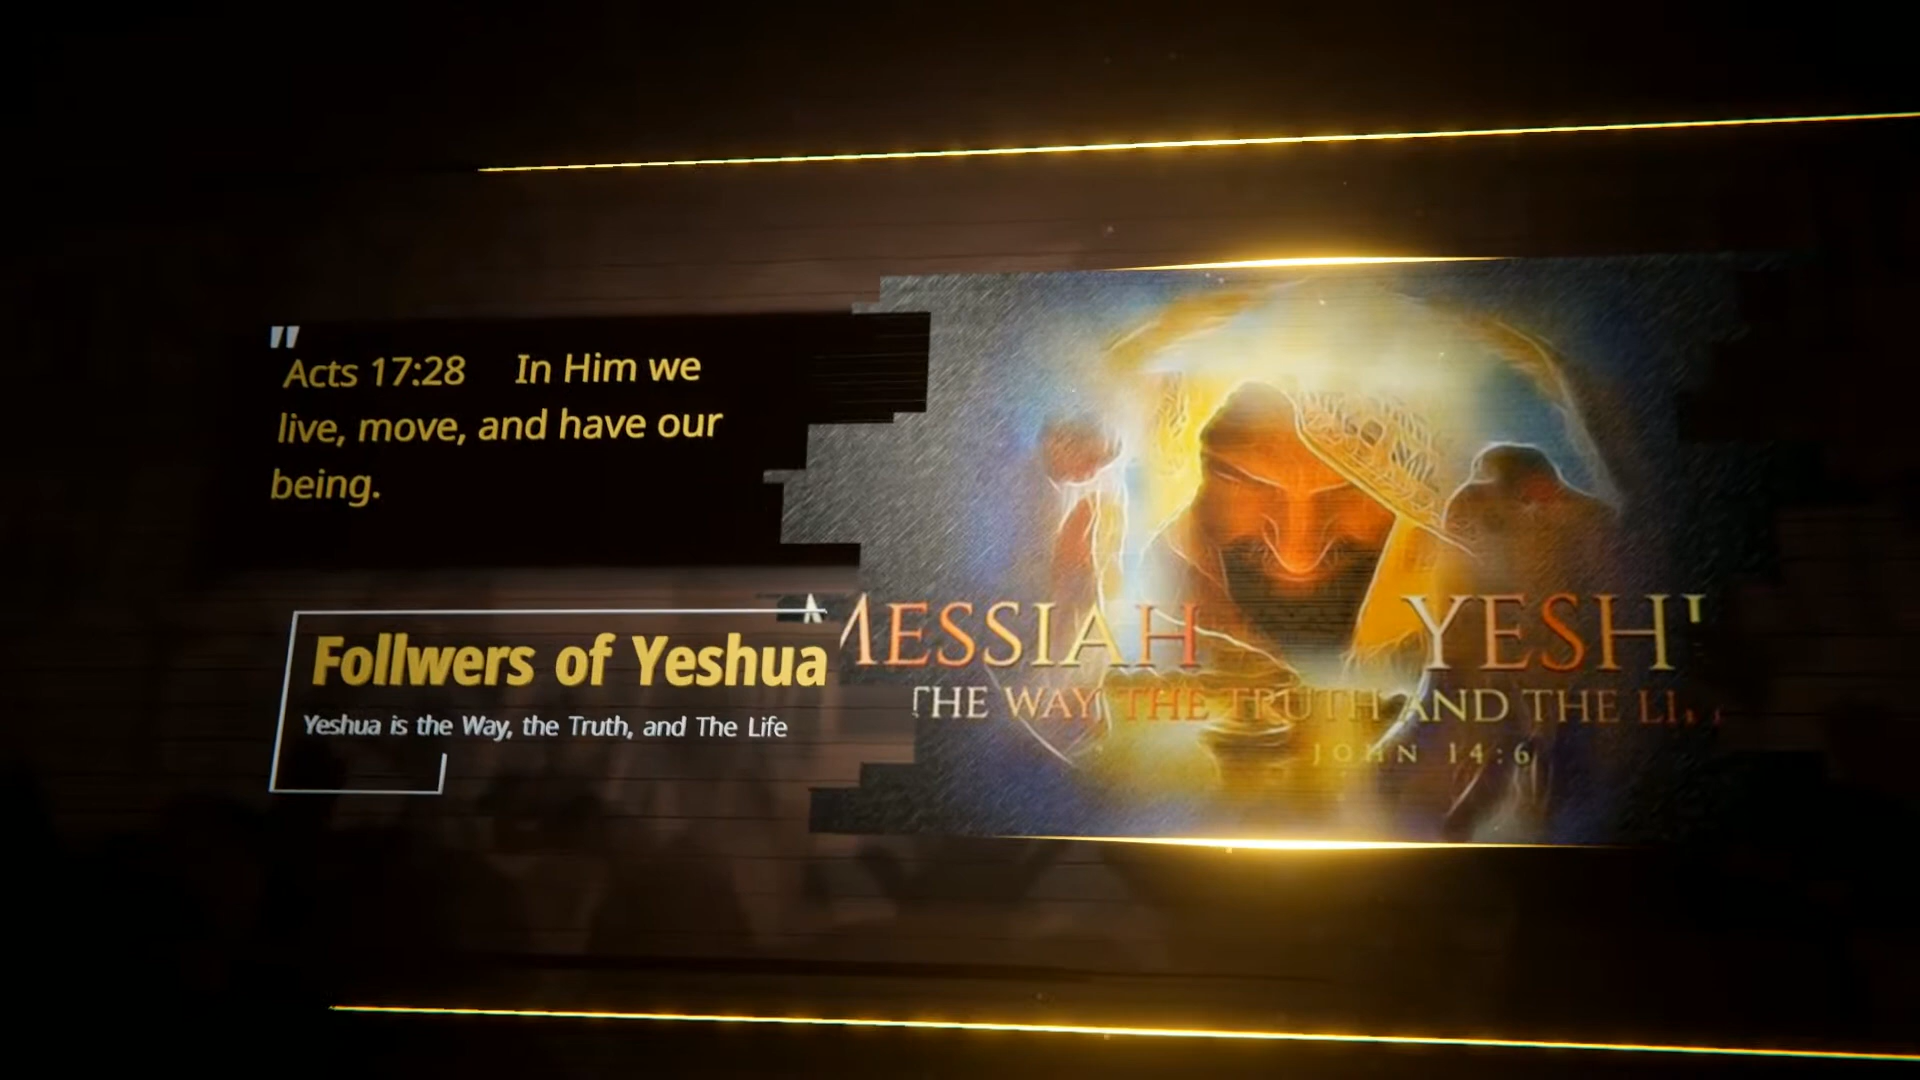 "
Acts 17:28 In Him we
live, move, and have our
being.
Follwers of Yeshua
Yeshua is the Way, the Truth, and The Life
MESSIAH YESH
THE WAY, THE TRUTH AND THE
JOHN 14:6